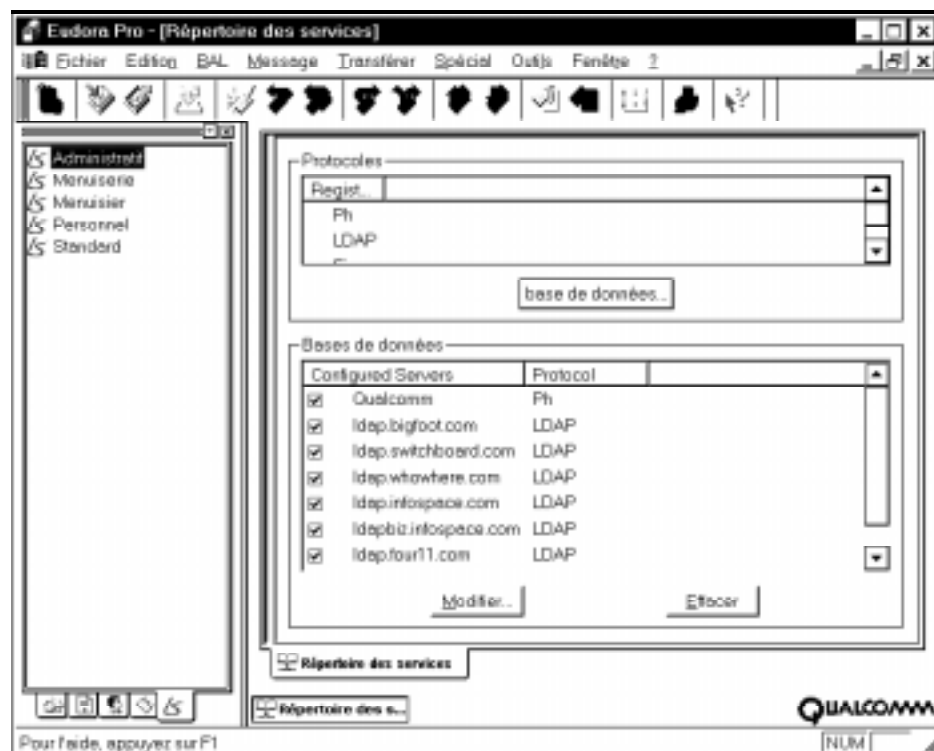 Eudora Pro - [Répertoire des services]
Fichier Edition BAL Message Transférer Spécial Outils Fenêtre ?
Administratif
Menuiserie
Menuisier
Personnel
Standard
Protocoles
Regist...
Ph
LDAP
base de données...
Bases de données
Configured Servers Protocol
Qualcomm Ph
ldap.bigfoot.com LDAP
ldap.switchboard.com LDAP
ldap.whowhere.com LDAP
ldap.infospace.com LDAP
ldapbiz.infospace.com LDAP
ldap.four11.com LDAP
Modifier... Effacer
Répertoire des services
Répertoire des s...
QUALCOMM
Pour l'aide, appuyez sur F1 NUM